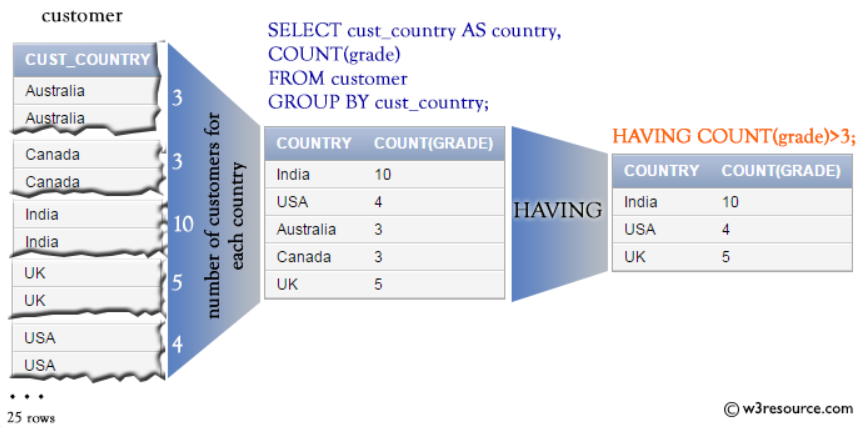 customer
CUST_COUNTRY
Australia
Australia
3
Canada
Canada
3
India
India
10
UK
UK
5
USA
USA
4
• • •
25 rows
number of customers for
each country
SELECT cust_country AS country,
COUNT(grade)
FROM customer
GROUP BY cust_country;
COUNTRY COUNT(GRADE)
India 10
USA 4
Australia 3
Canada 3
UK 5
HAVING
HAVING COUNT(grade)>3;
COUNTRY COUNT(GRADE)
India 10
USA 4
UK 5
© w3resource.com